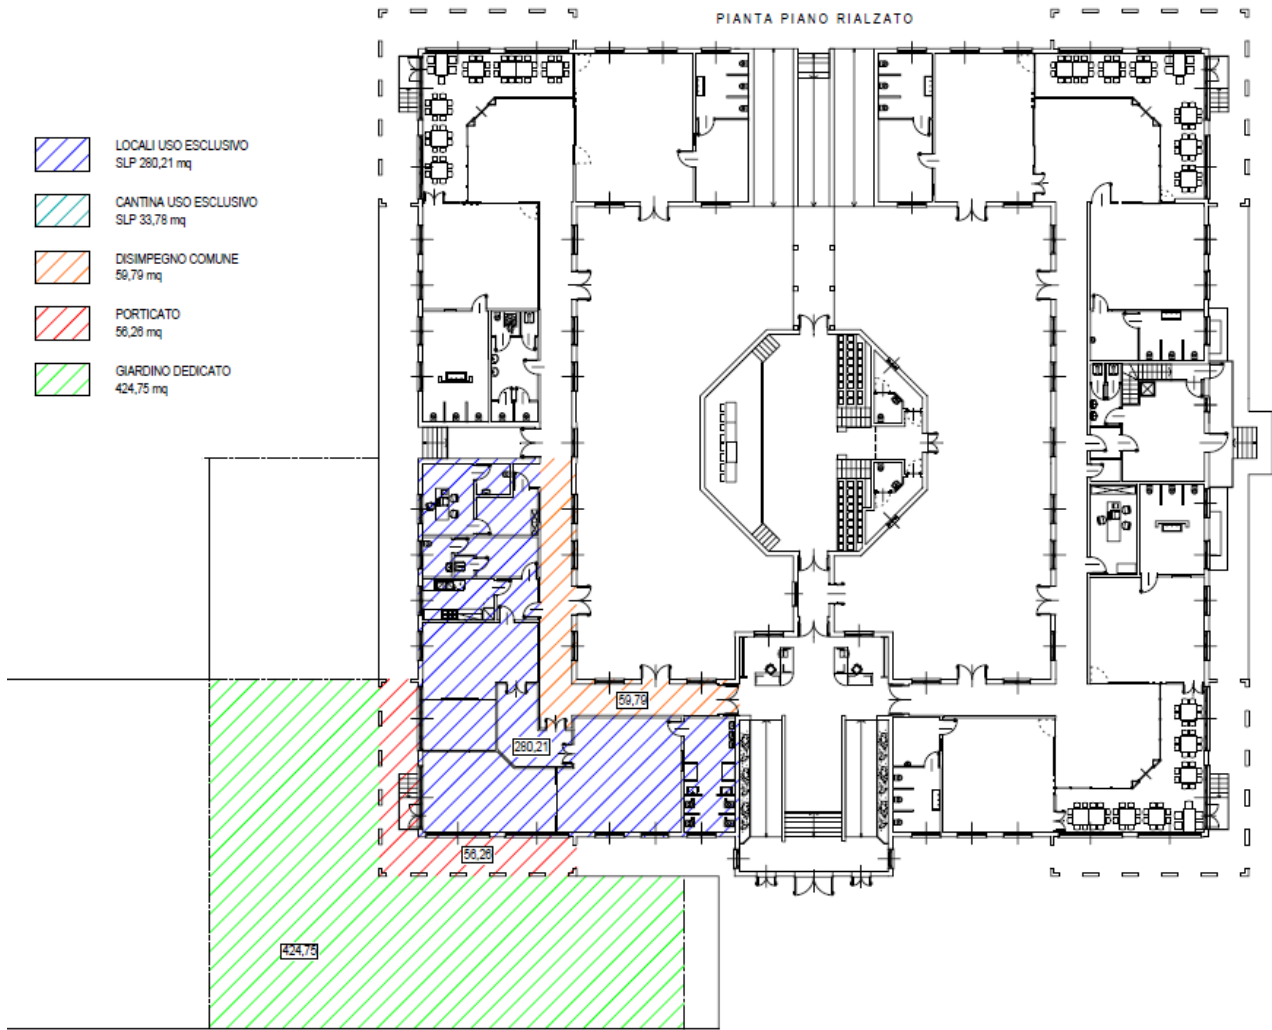 PIANTA PIANO RIALZATO
LOCALI USO ESCLUSIVO
SLP 280,21 mq
CANTINA USO ESCLUSIVO
SLP 33,78 mq
DISIMPEGNO COMUNE
59,79 mq
PORTICATO
56,26 mq
GIARDINO DEDICATO
424,75 mq
59,79
280,21
56,26
424,75